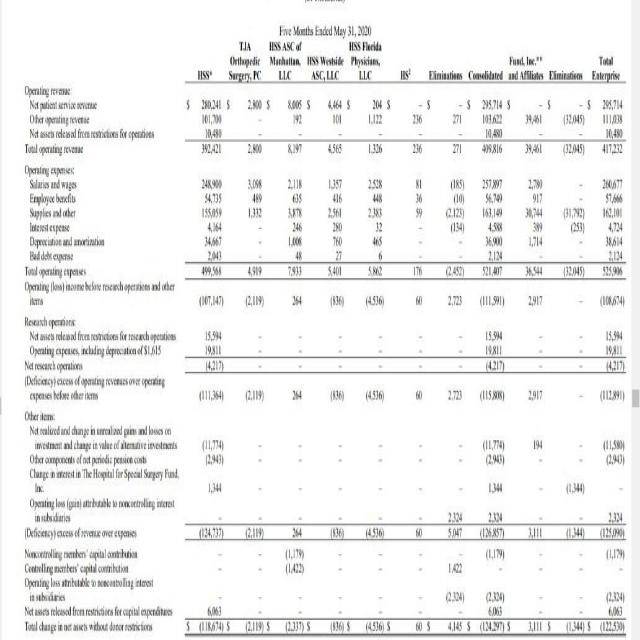 Five Months Ended May 31, 2020
TJA HSS ASC of HSS Florida
Orthopedic Manhattan, HSS Westside Physicians, Fund, Inc.** Total
HSS* Surgery, PC LLC ASC, LLC LLC Eliminations Consolidated and Affiliates Eliminations Enterprise
Operating revenue:
Net patient service revenue $ 280,241 $ 2,800 $ 8,005 $ 4,464 $ 204 $ - $ - $ 295,714 $ - $ - $ 295,714
Other operating revenue 101,700 - 192 101 1,122 236 271 103,622 39,461 (32,045) 111,038
Net assets released from restrictions for operations 10,480 - - - - - - 10,480 - - 10,480
Total operating revenue 392,421 2,800 8,197 4,565 1,326 236 271 409,816 39,461 (32,045) 417,232
Operating expenses:
Salaries and wages 248,900 3,098 2,118 1,357 2,528 81 (185) 257,897 2,780 - 260,677
Employee benefits 54,735 489 635 416 448 36 (10) 56,749 917 - 57,666
Supplies and other 155,059 1,332 3,878 2,561 2,383 59 (2,123) 163,149 30,744 (31,792) 162,101
Interest expense 4,164 - 246 280 32 - (134) 4,588 389 (253) 4,724
Depreciation and amortization 34,667 - 1,008 760 465 - - 36,900 1,714 - 38,614
Bad debt expense 2,043 - 48 27 6 - - 2,124 - - 2,124
Total operating expenses 499,568 4,919 7,933 5,401 5,862 176 (2,452) 521,407 36,544 (32,045) 525,906
Operating (loss) income before research operations and other
items (107,147) (2,119) 264 (836) (4,536) 60 2,723 (111,591) 2,917 - (108,674)
Research operations:
Net assets released from restrictions for research operations 15,594 - - - - - - 15,594 - - 15,594
Operating expenses, including depreciation of $1,615 19,811 - - - - - - 19,811 - - 19,811
Net research operations (4,217) - - - - - - (4,217) - - (4,217)
(Deficiency) excess of operating revenues over operating
expenses before other items (111,364) (2,119) 264 (836) (4,536) 60 2,723 (115,808) 2,917 - (112,891)
Other items:
Net realized and change in unrealized gains and losses on
investment and change in value of alternative investments (11,774) - - - - - - (11,774) 194 - (11,580)
Other components of net periodic pension costs (2,943) - - - - - - (2,943) - - (2,943)
Change in interest in The Hospital for Special Surgery Fund,
Inc. 1,344 - - - - - - 1,344 - (1,344) -
Operating loss (gain) attributable to noncontrolling interest
in subsidiaries - - - - - - 2,324 2,324 - - 2,324
(Deficiency) excess of revenue over expenses (124,737) (2,119) 264 (836) (4,536) 60 5,047 (126,857) 3,111 (1,344) (125,090)
Noncontrolling members' capital contribution - - (1,179) - - - - (1,179) - - (1,179)
Controlling members' capital contribution - - (1,422) - - - 1,422 - - - -
Operating loss attributable to noncontrolling interest
in subsidiaries - - - - - - (2,324) (2,324) - - (2,324)
Net assets released from restrictions for capital expenditures 6,063 - - - - - - 6,063 - - 6,063
Total change in net assets without donor restrictions $ (118,674) $ (2,119) $ (2,337) $ (836) $ (4,536) $ 60 $ 4,145 $ (124,297) $ 3,111 $ (1,344) $ (122,530)